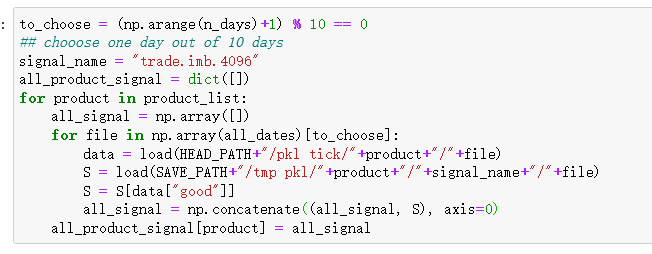 : to_choose = (np.arange(n_days)+1) % 10 == 0
## chooose one day out of 10 days
signal_name = "trade.imb.4096"
all_product_signal = dict([])
for product in product_list:
    all_signal = np.array([])
    for file in np.array(all_dates)[to_choose]:
        data = load(HEAD_PATH+"/pkl tick/"+product+"/"+file)
        S = load(SAVE_PATH+"/tmp pkl/"+product+"/"+signal_name+"/"+file)
        S = S[data["good"]]
        all_signal = np.concatenate((all_signal, S), axis=0)
    all_product_signal[product] = all_signal